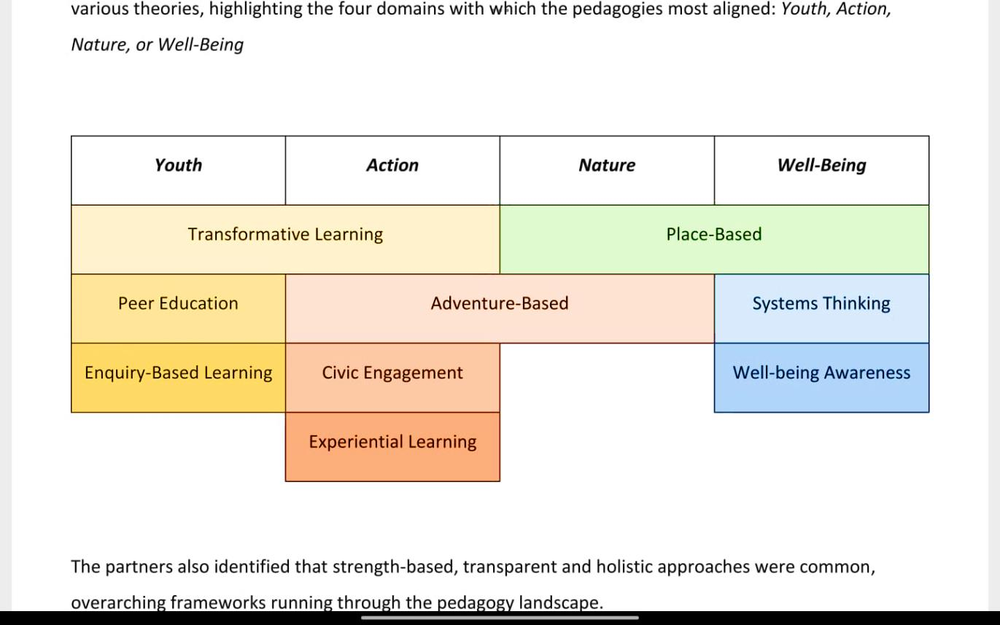 various theories, highlighting the four domains with which the pedagogies most aligned: Youth, Action,
Nature, or Well-Being
Youth Action Nature Well-Being
Transformative Learning Place-Based
Peer Education Adventure-Based Systems Thinking
Enquiry-Based Learning Civic Engagement Well-being Awareness
Experiential Learning
The partners also identified that strength-based, transparent and holistic approaches were common,
overarching frameworks running through the pedagogy landscape.